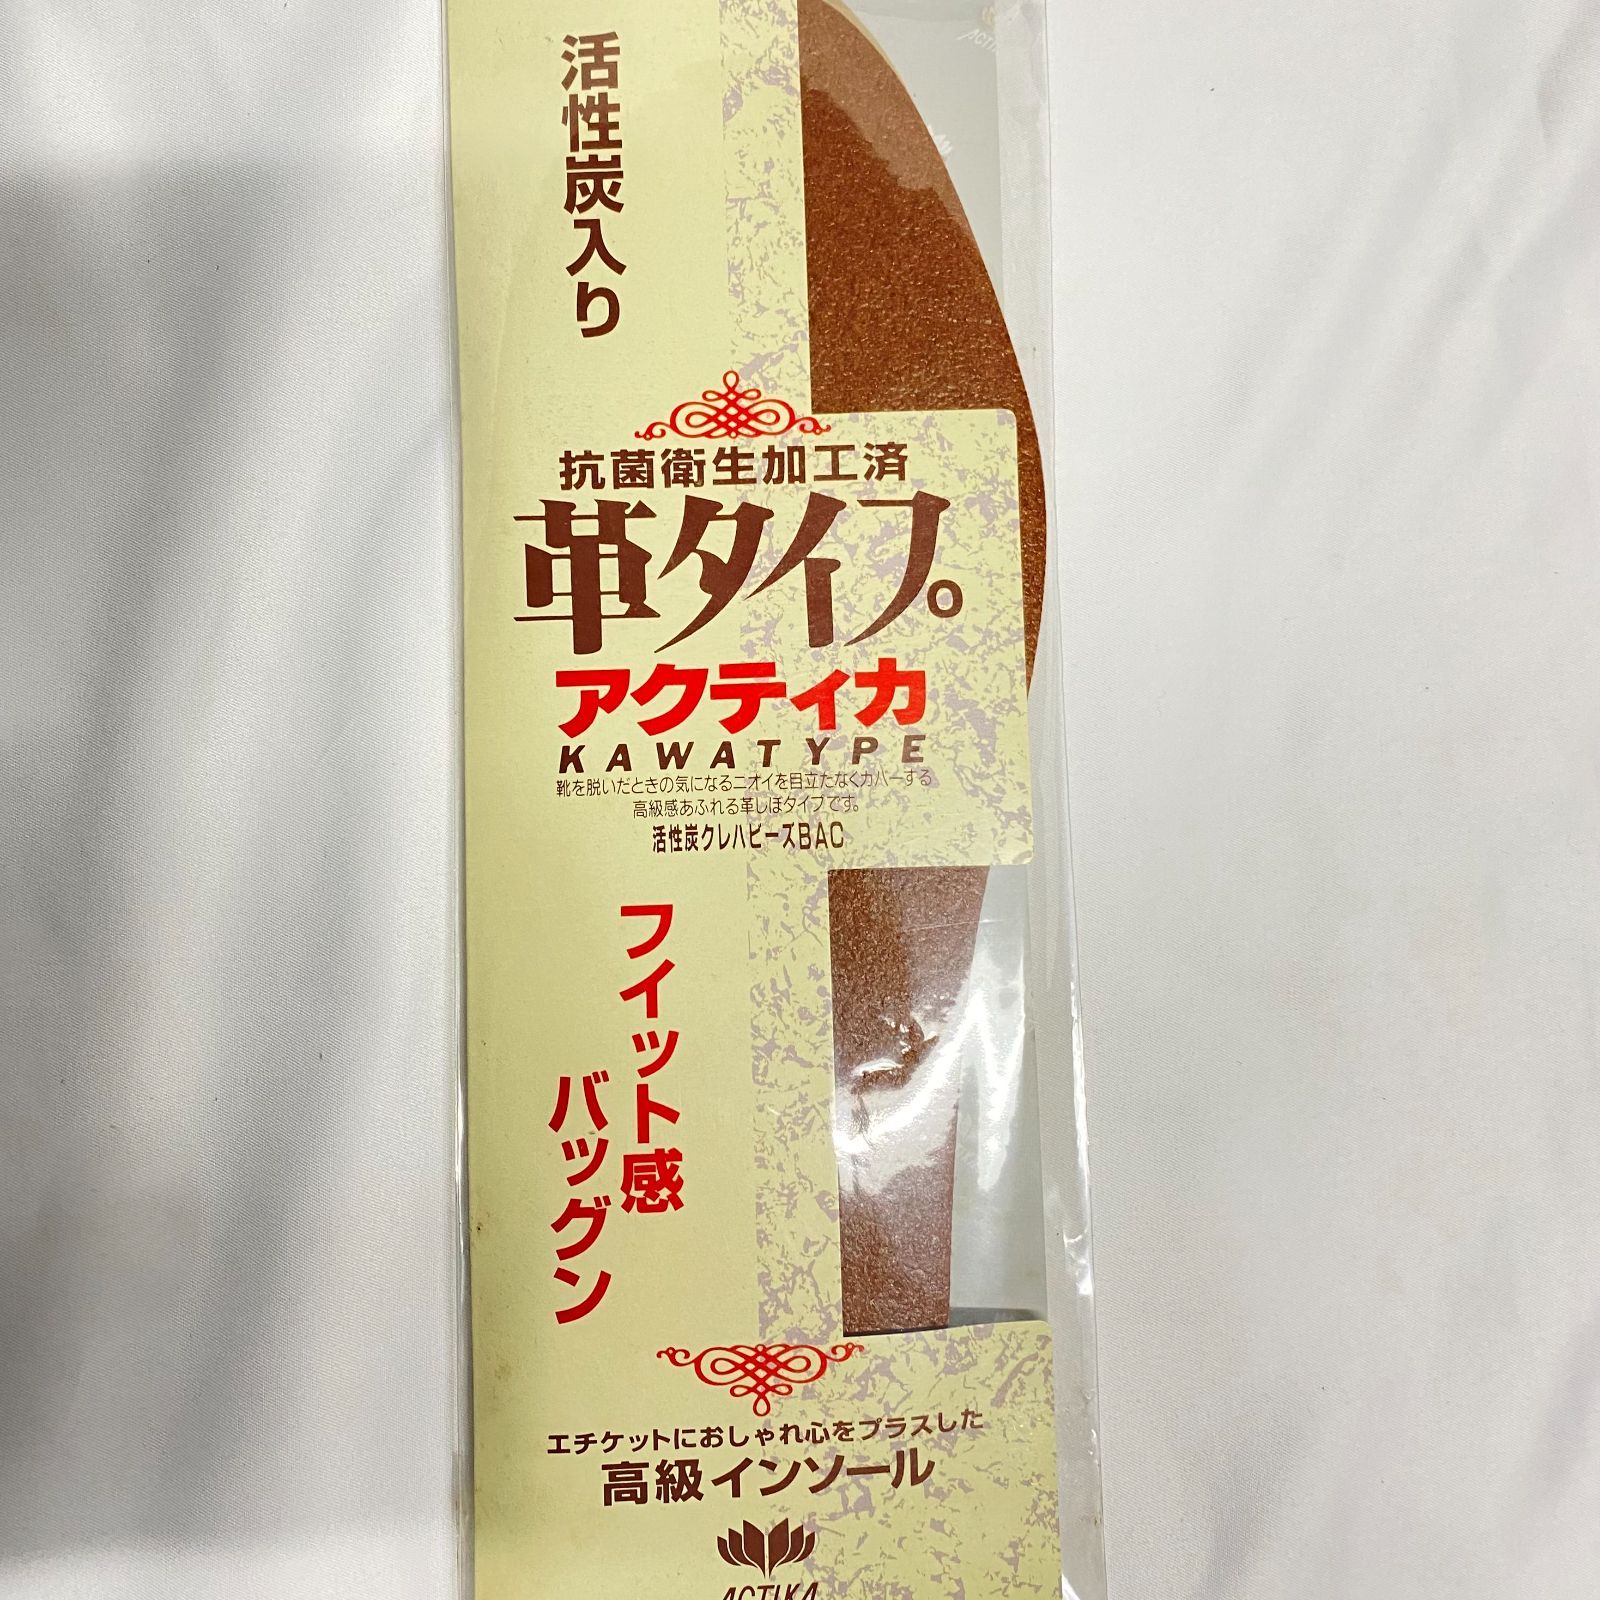 活性炭入り
抗菌衛生加工済
革タイプ
アクティカ
KAWATYPE
靴を脱いだときの気になるニオイを目立たなくカバーする
高級感あふれる革しぼタイプです。
活性炭クレハビーズBAC
フィット感
バッグン
エチケットにおしゃれ心をプラスした
高級インソール
ACTIKA